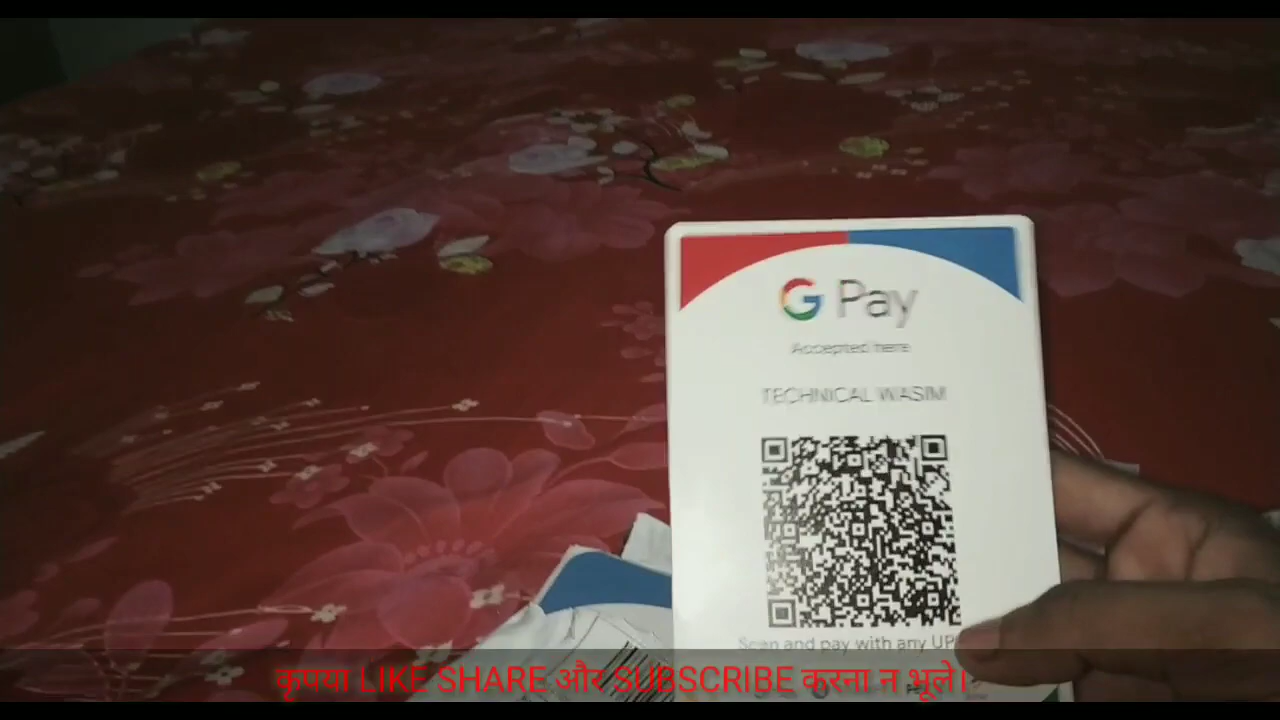 G Pay
Accepted here
TECHNICAL WASIM
Scan and pay with any UPI
कृपया LIKE SHARE और SUBSCRIBE करना न भूले।